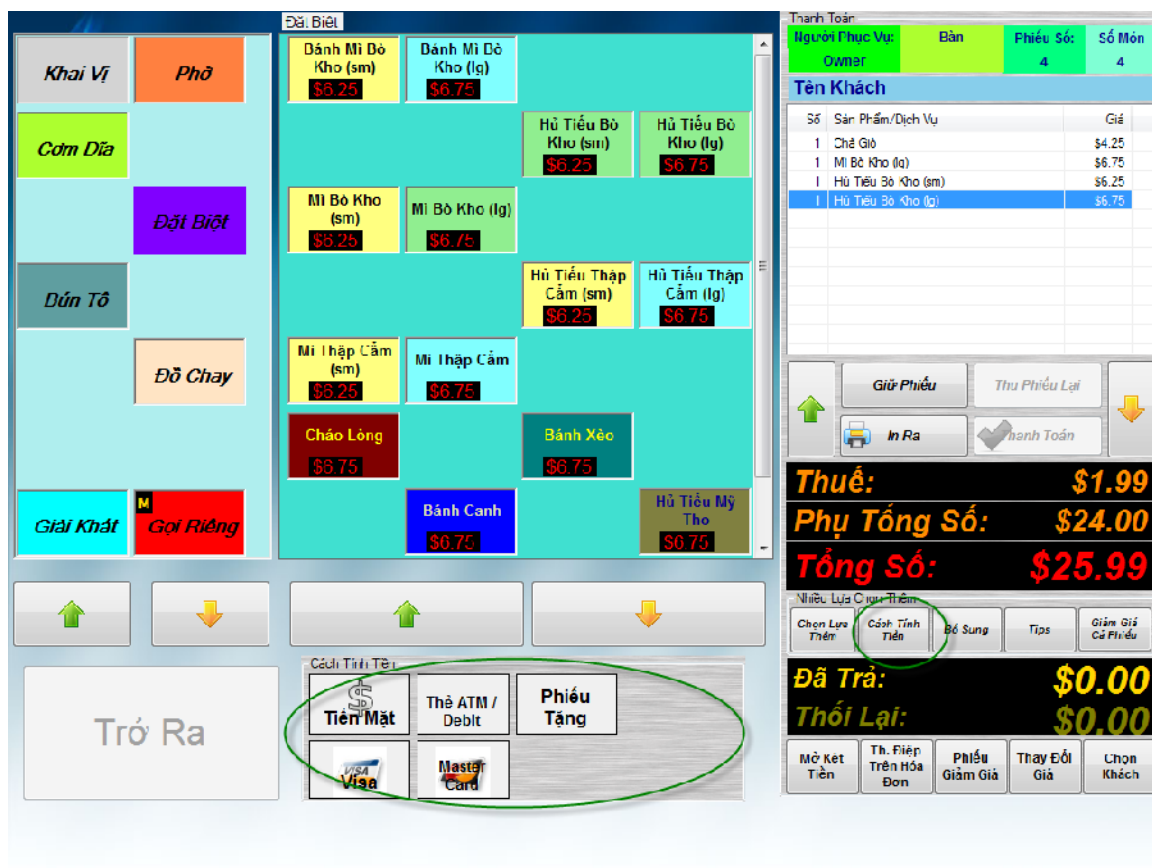 Đặt Biệt
Khai Vị
Phở
Cơm Dĩa
Đặt Biệt
Bún Tô
Đồ Chay
Giải Khát
M
Gọi Riêng
Bánh Mì Bò
Kho (sm)
$6.25
Bánh Mì Bò
Kho (lg)
$6.75
Hủ Tiếu Bò
Kho (sm)
$6.25
Hủ Tiếu Bò
Kho (lg)
$6.75
Mì Bò Kho
(sm)
$6.25
Mì Bò Kho (lg)
$6.75
Hủ Tiếu Thập
Cẩm (sm)
$6.25
Hủ Tiếu Thập
Cẩm (lg)
$6.75
Mì Thập Cẩm
(sm)
$6.25
Mì Thập Cẩm
$6.75
Cháo Lòng
$6.75
Bánh Xèo
$6.75
Bánh Canh
$6.75
Hủ Tiếu Mỹ
Tho
$6.75
Trở Ra
Cách Tính Tiền
$
Tiền Mặt
Thẻ ATM /
Debit
Phiếu
Tặng
VISA
Visa
Master
Card
Thanh Toán
Người Phục Vụ:
Owner
Bàn
Phiếu Số:
4
Số Món
4
Tên Khách
Số Sản Phẩm/Dịch Vụ Giá
1 Chả Giò $4.25
1 Mì Bò Kho (lg) $6.75
1 Hủ Tiếu Bò Kho (sm) $6.25
1 Hủ Tiếu Bò Kho (lg) $6.75
Giữ Phiếu
Thu Phiếu Lại
In Ra
Thanh Toán
Thuế: $1.99
Phụ Tổng Số: $24.00
Tổng Số: $25.99
Nhiều Lựa Chọn Thêm
Chọn Lựa
Thêm
Cách Tính
Tiền
Bổ Sung
Tips
Giảm Giá
Cả Phiếu
Đã Trả: $0.00
Thối Lại: $0.00
Mở Két
Tiền
Th. Điệp
Trên Hóa
Đơn
Phiếu
Giảm Giá
Thay Đổi
Giá
Chọn
Khách